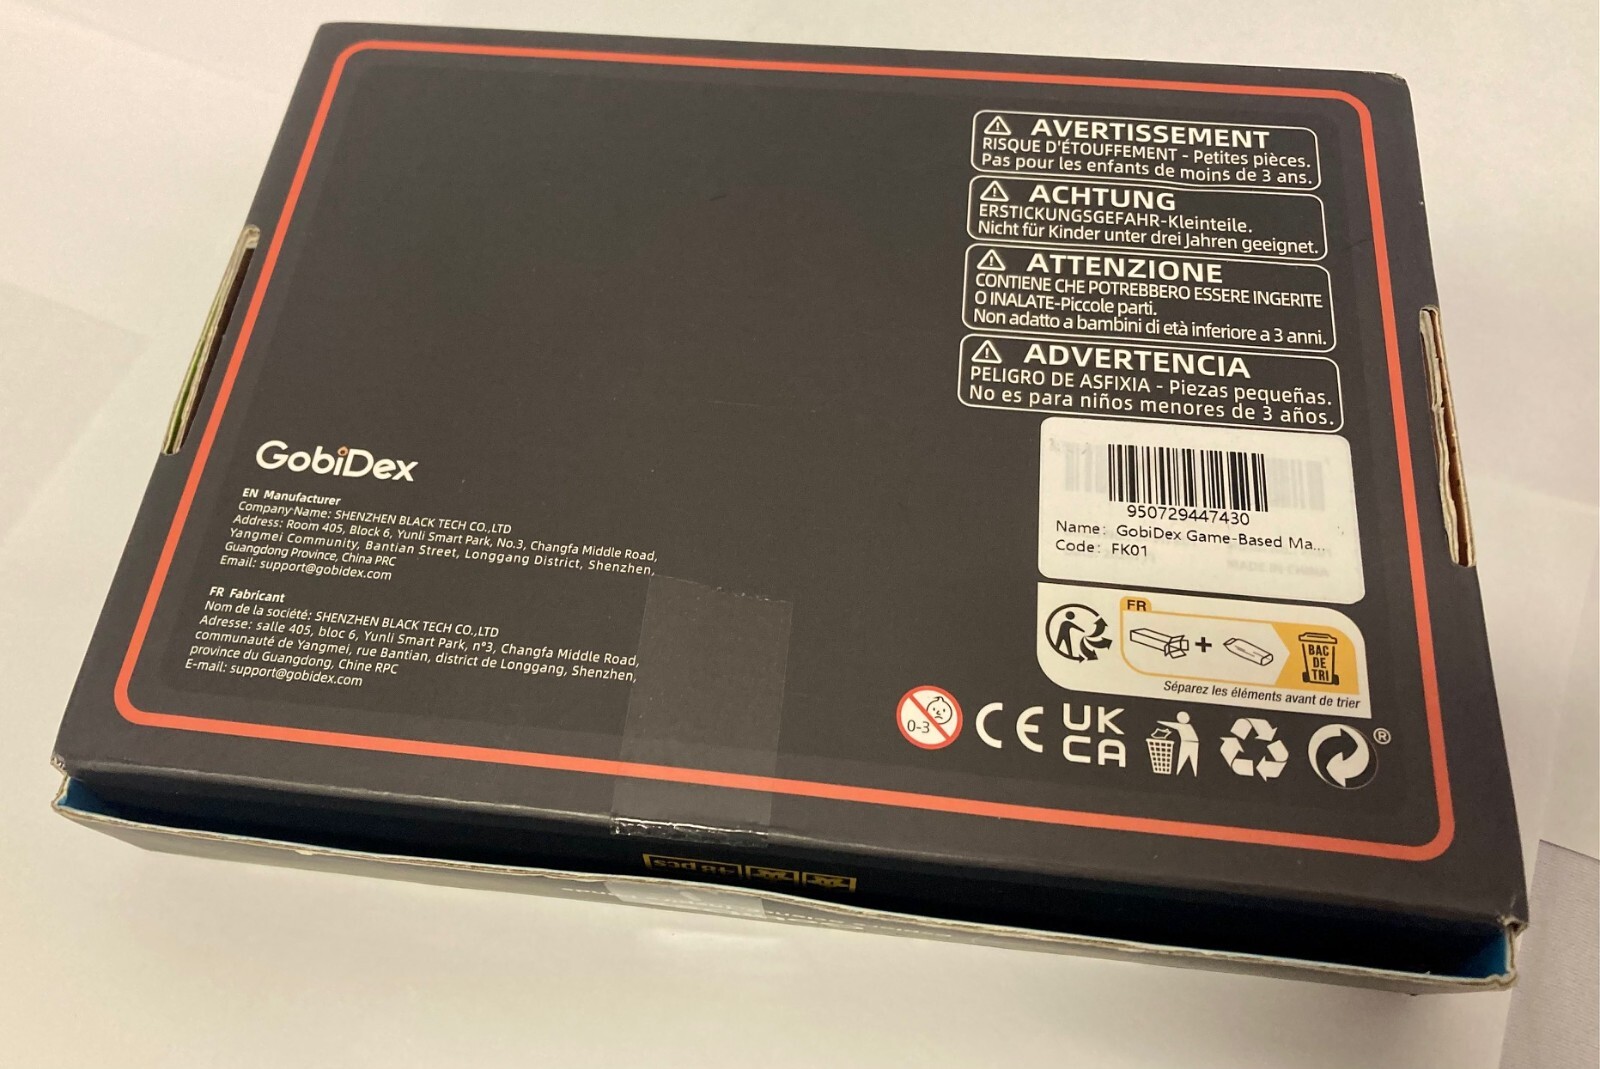 AVERTISSEMENT
RISQUE D'ÉTOUFFEMENT - Petites pièces.
Pas pour les enfants de moins de 3 ans.
ACHTUNG
ERSTICKUNGSGEFAHR-Kleinteile.
Nicht für Kinder unter drei Jahren geeignet.
ATTENZIONE
CONTIENE CHE POTREBBERO ESSERE INGERITE
O INALATE-Piccole parti.
Non adatto a bambini di età inferiore a 3 anni.
ADVERTENCIA
PELIGRO DE ASFIXIA - Piezas pequeñas.
No es para niños menores de 3 años.
GobiDex
EN Manufacturer
Company Name: SHENZHEN BLACK TECH CO.,LTD
Address: Room 405, Block 6, Yunli Smart Park, No.3, Changfa Middle Road,
Yangmei Community, Bantian Street, Longgang District, Shenzhen,
Guangdong Province, China PRC
Email: support@gobidex.com
FR Fabricant
Nom de la société: SHENZHEN BLACK TECH CO.,LTD
Adresse: salle 405, bloc 6, Yunli Smart Park, n°3, Changfa Middle Road,
communauté de Yangmei, rue Bantian, district de Longgang, Shenzhen,
province du Guangdong, Chine RPC
E-mail: support@gobidex.com
950729447430
Name: GobiDex Game-Based Ma...
Code: FK01
MADE IN CHINA
FR
BAC
DE
TRI
Séparez les éléments avant de trier
0-3
CE
UK
CA
®
48 pcs